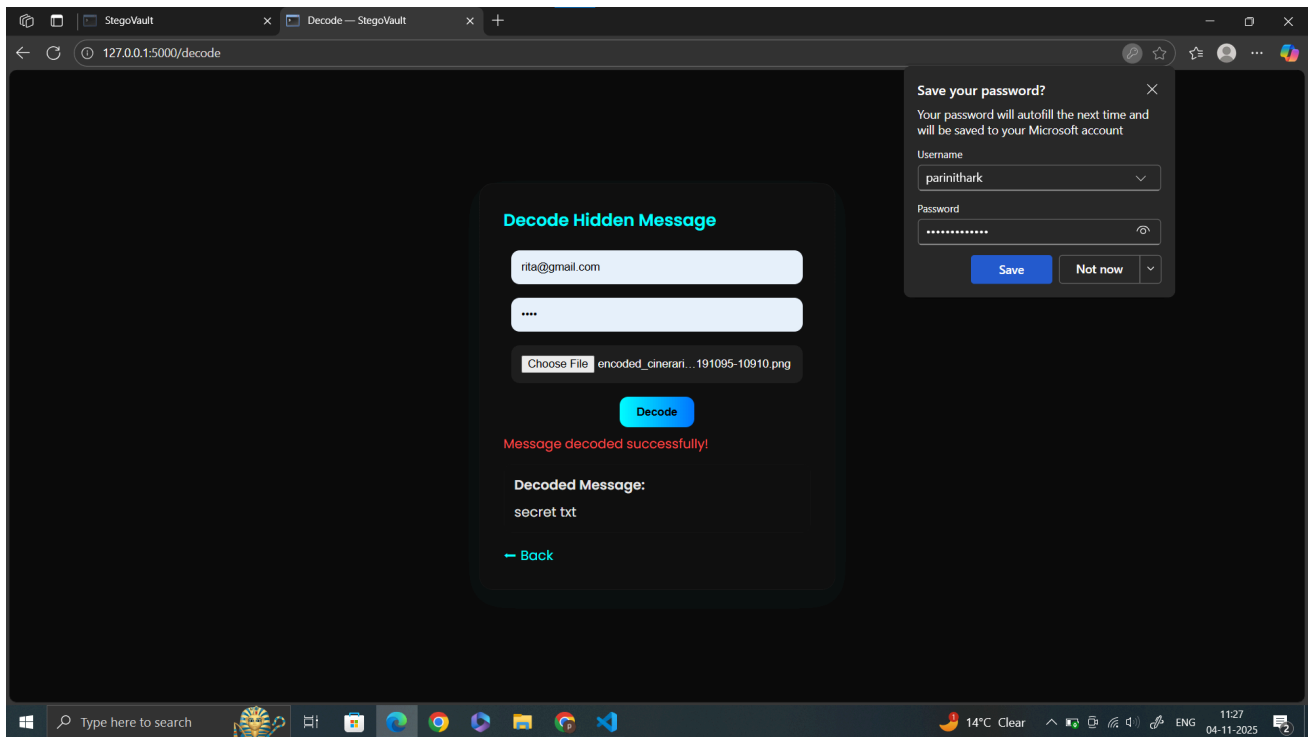 StegoVault
Decode — StegoVault
127.0.0.1:5000/decode
Save your password?
Your password will autofill the next time and
will be saved to your Microsoft account
Username
parinithark
Password
•••••••••••••
Save
Not now
Decode Hidden Message
rita@gmail.com
••••
Choose File encoded_cinerari...191095-10910.png
Decode
Message decoded successfully!
Decoded Message:
secret txt
← Back
Type here to search
1
14°C Clear
ENG
11:27
04-11-2025
2